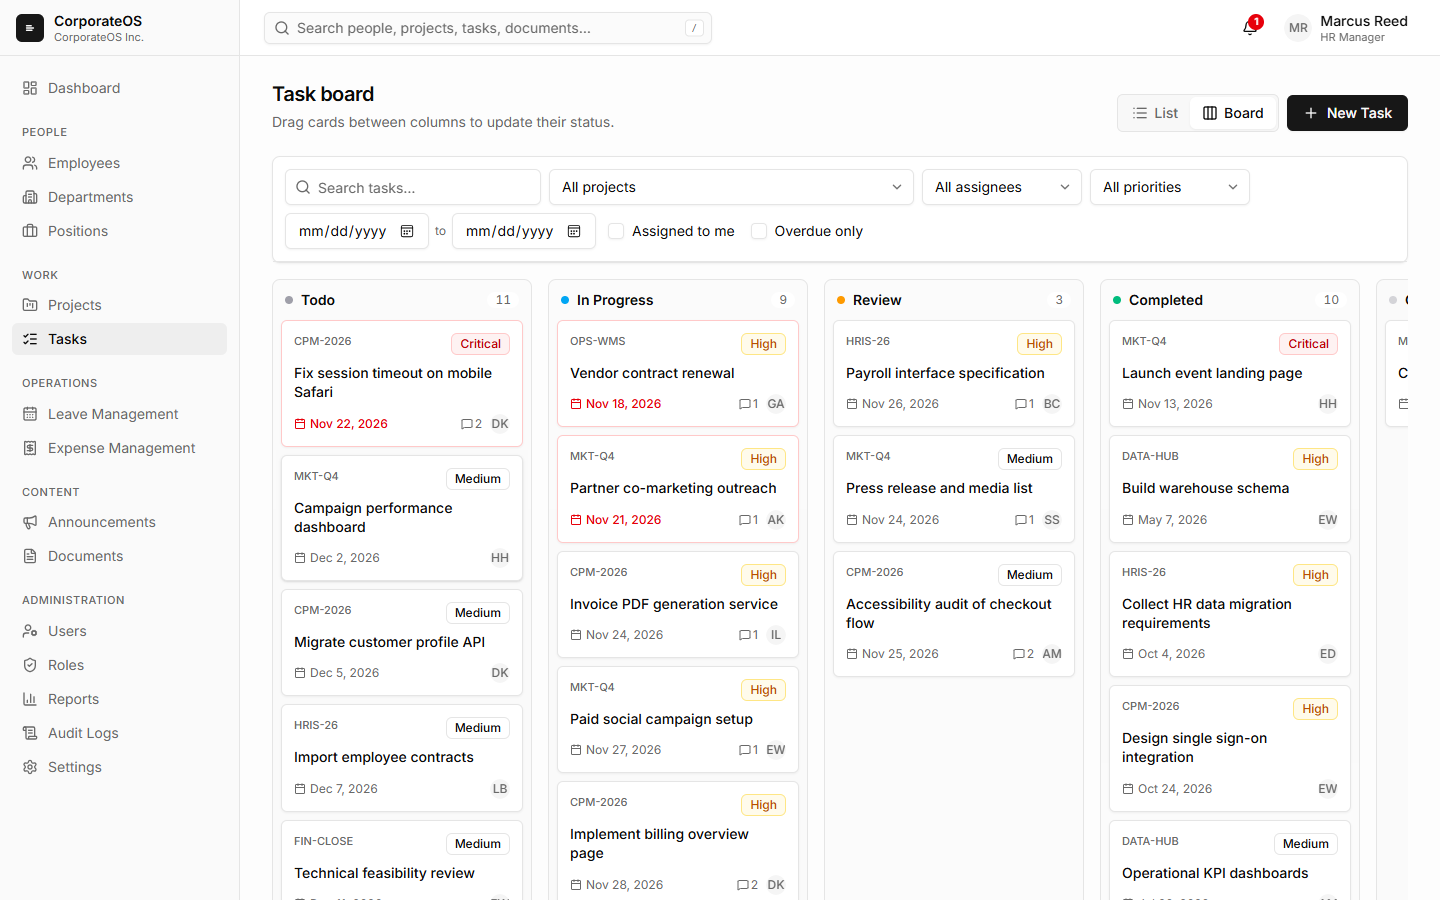 CorporateOS
CorporateOS Inc.
Search people, projects, tasks, documents...
/
1
MR
Marcus Reed
HR Manager
Dashboard
PEOPLE
Employees
Departments
Positions
WORK
Projects
Tasks
OPERATIONS
Leave Management
Expense Management
CONTENT
Announcements
Documents
ADMINISTRATION
Users
Roles
Reports
Audit Logs
Settings
Task board
Drag cards between columns to update their status.
List
Board
New Task
Search tasks...
All projects
All assignees
All priorities
mm/dd/yyyy
to
mm/dd/yyyy
Assigned to me
Overdue only
Todo
11
CPM-2026
Critical
Fix session timeout on mobile
Safari
Nov 22, 2026
2
DK
MKT-Q4
Medium
Campaign performance
dashboard
Dec 2, 2026
HH
CPM-2026
Medium
Migrate customer profile API
Dec 5, 2026
DK
HRIS-26
Medium
Import employee contracts
Dec 7, 2026
LB
FIN-CLOSE
Medium
Technical feasibility review
In Progress
9
OPS-WMS
High
Vendor contract renewal
Nov 18, 2026
1
GA
MKT-Q4
High
Partner co-marketing outreach
Nov 21, 2026
1
AK
CPM-2026
High
Invoice PDF generation service
Nov 24, 2026
1
IL
MKT-Q4
High
Paid social campaign setup
Nov 27, 2026
1
EW
CPM-2026
High
Implement billing overview
page
Nov 28, 2026
2
DK
Review
3
HRIS-26
High
Payroll interface specification
Nov 26, 2026
1
BC
MKT-Q4
Medium
Press release and media list
Nov 24, 2026
1
SS
CPM-2026
Medium
Accessibility audit of checkout
flow
Nov 25, 2026
2
AM
Completed
10
MKT-Q4
Critical
Launch event landing page
Nov 13, 2026
HH
DATA-HUB
High
Build warehouse schema
May 7, 2026
EW
HRIS-26
High
Collect HR data migration
requirements
Oct 4, 2026
ED
CPM-2026
High
Design single sign-on
integration
Oct 24, 2026
EW
DATA-HUB
Medium
Operational KPI dashboards